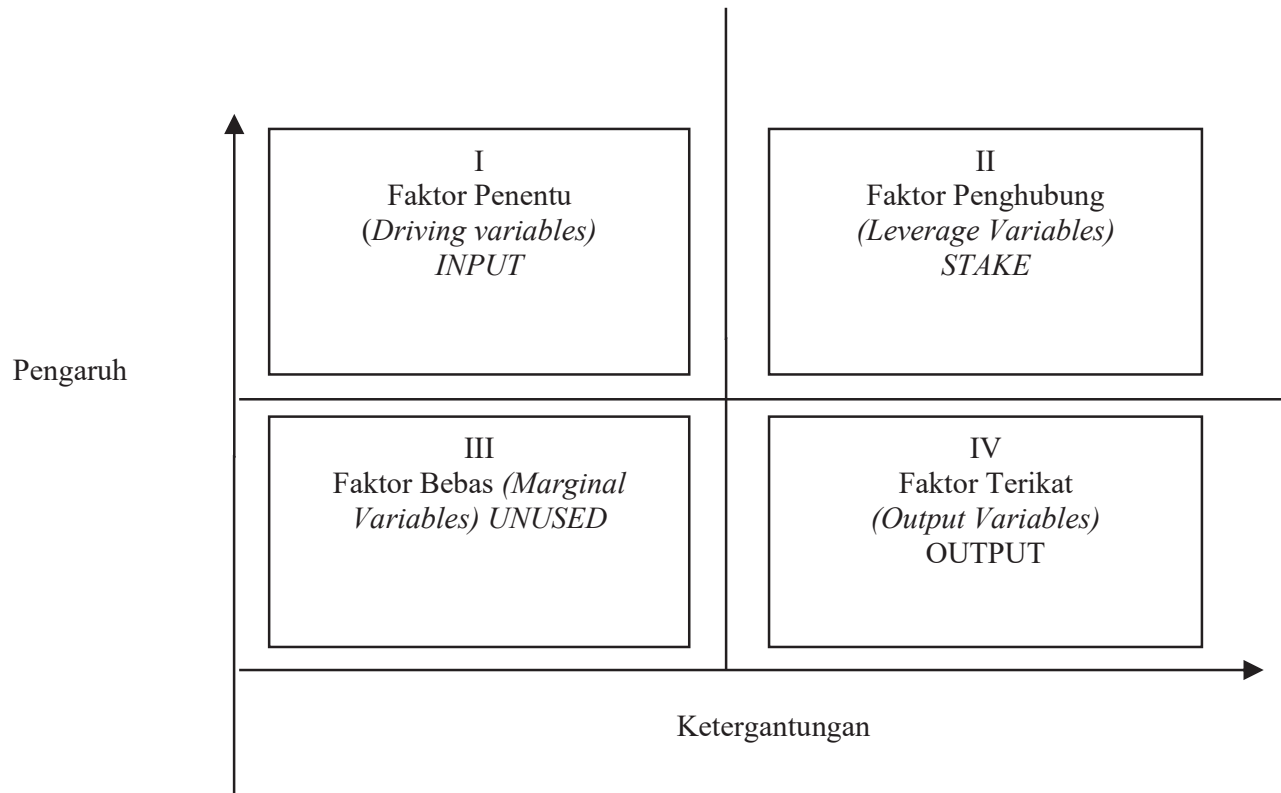 I
Faktor Penentu
(Driving variables)
INPUT
II
Faktor Penghubung
(Leverage Variables)
STAKE
Pengaruh
III
Faktor Bebas (Marginal
Variables) UNUSED
IV
Faktor Terikat
(Output Variables)
OUTPUT
Ketergantungan